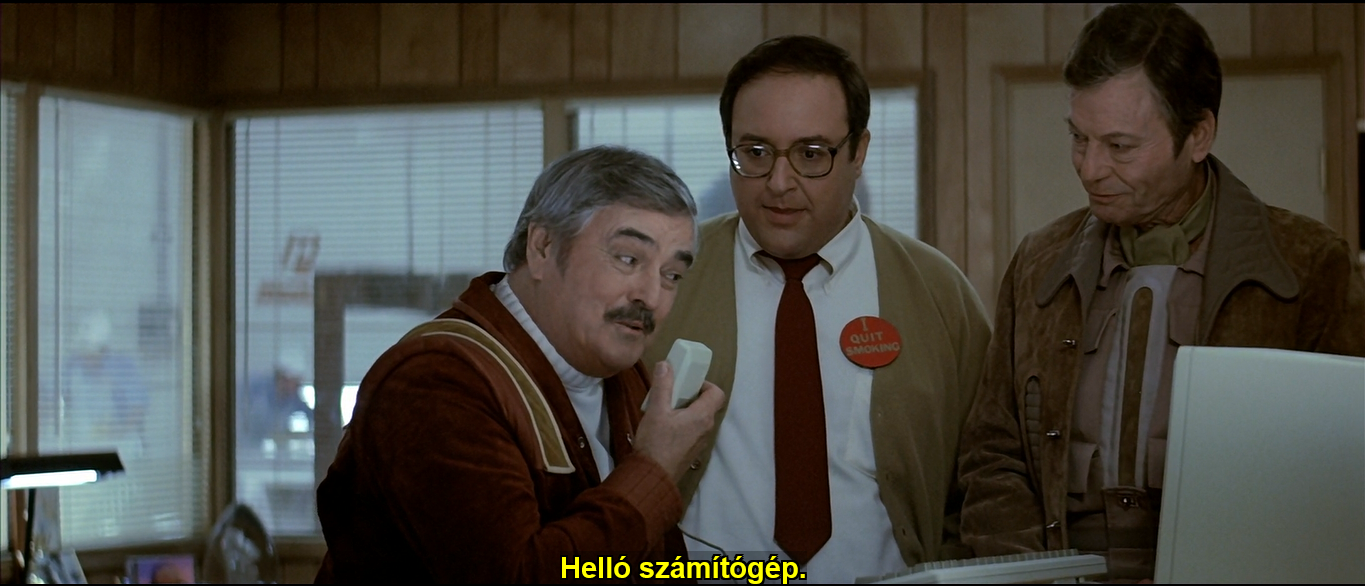 I
QUIT
SMOKING
Helló számítógép.